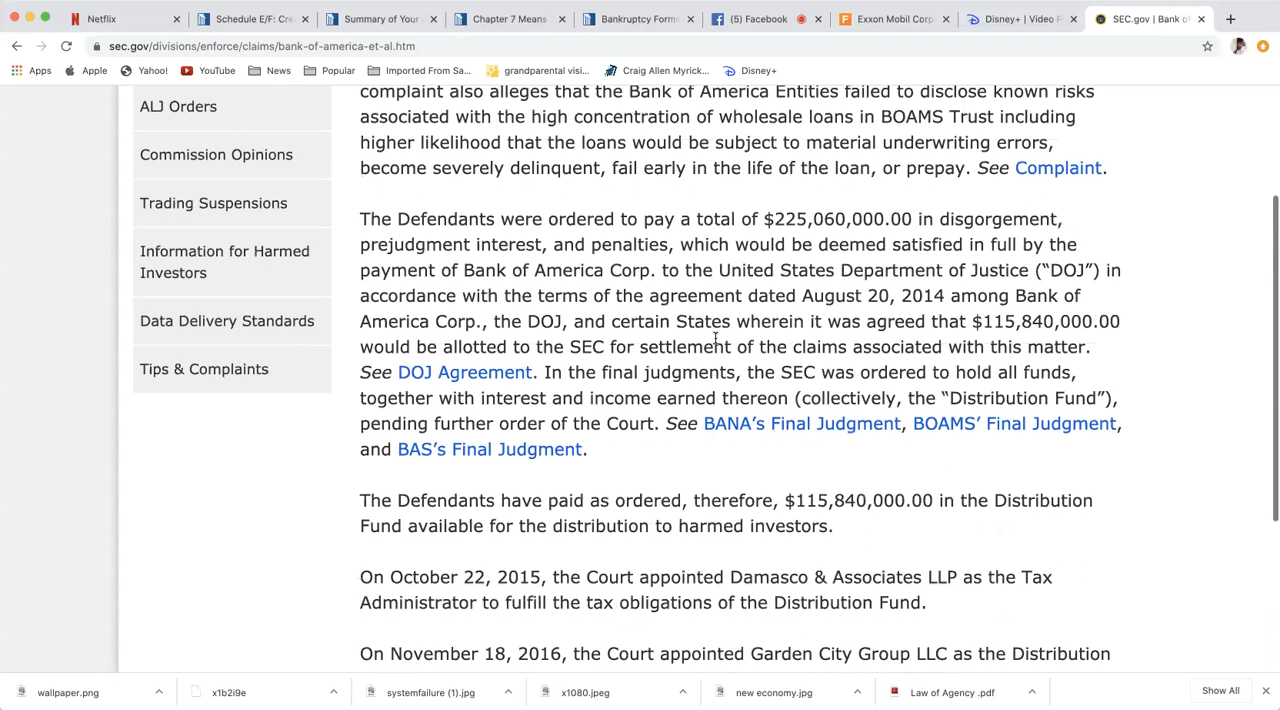 Netflix
Schedule E/F: Cre
Summary of Your
Chapter 7 Means
Bankruptcy Forms
(5) Facebook
Exxon Mobil Corp
Disney+ | Video P
SEC.gov | Bank of
sec.gov/divisions/enforce/claims/bank-of-america-et-al.htm
Apps
Apple
Yahoo!
YouTube
News
Popular
Imported From Sa...
grandparental visi...
Craig Allen Myrick...
Disney+
ALJ Orders
Commission Opinions
Trading Suspensions
Information for Harmed
Investors
Data Delivery Standards
Tips & Complaints
complaint also alleges that the Bank of America Entities failed to disclose known risks
associated with the high concentration of wholesale loans in BOAMS Trust including
higher likelihood that the loans would be subject to material underwriting errors,
become severely delinquent, fail early in the life of the loan, or prepay. See Complaint.
The Defendants were ordered to pay a total of $225,060,000.00 in disgorgement,
prejudgment interest, and penalties, which would be deemed satisfied in full by the
payment of Bank of America Corp. to the United States Department of Justice (“DOJ”) in
accordance with the terms of the agreement dated August 20, 2014 among Bank of
America Corp., the DOJ, and certain States wherein it was agreed that $115,840,000.00
would be allotted to the SEC for settlement of the claims associated with this matter.
See DOJ Agreement. In the final judgments, the SEC was ordered to hold all funds,
together with interest and income earned thereon (collectively, the “Distribution Fund”),
pending further order of the Court. See BANA’s Final Judgment, BOAMS’ Final Judgment,
and BAS’s Final Judgment.
The Defendants have paid as ordered, therefore, $115,840,000.00 in the Distribution
Fund available for the distribution to harmed investors.
On October 22, 2015, the Court appointed Damasco & Associates LLP as the Tax
Administrator to fulfill the tax obligations of the Distribution Fund.
On November 18, 2016, the Court appointed Garden City Group LLC as the Distribution
wallpaper.png
x1b2i9e
systemfailure (1).jpg
x1080.jpeg
new economy.jpg
Law of Agency .pdf
Show All